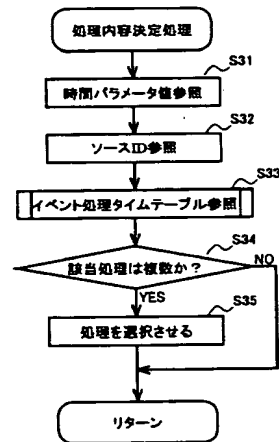 処理内容決定処理
S31
時間パラメータ値参照
S32
ソースID参照
S33
イベント処理タイムテーブル参照
S34
該当処理は複数か?
NO
YES
S35
処理を選択させる
リターン